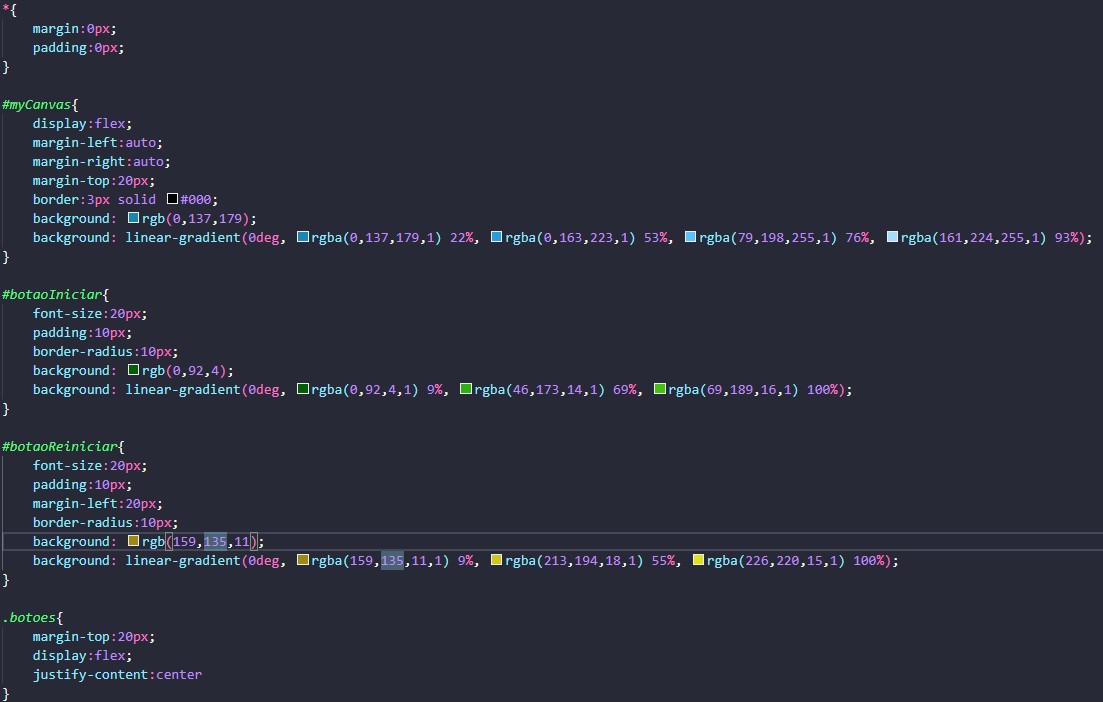 *{
    margin:0px;
    padding:0px;
}

#myCanvas{
    display:flex;
    margin-left:auto;
    margin-right:auto;
    margin-top:20px;
    border:3px solid #000;
    background: rgb(0,137,179);
    background: linear-gradient(0deg, rgba(0,137,179,1) 22%, rgba(0,163,223,1) 53%, rgba(79,198,255,1) 76%, rgba(161,224,255,1) 93%);
}

#botaoIniciar{
    font-size:20px;
    padding:10px;
    border-radius:10px;
    background: rgb(0,92,4);
    background: linear-gradient(0deg, rgba(0,92,4,1) 9%, rgba(46,173,14,1) 69%, rgba(69,189,16,1) 100%);
}

#botaoReiniciar{
    font-size:20px;
    padding:10px;
    margin-left:20px;
    border-radius:10px;
    background: rgb(159,135,11);
    background: linear-gradient(0deg, rgba(159,135,11,1) 9%, rgba(213,194,18,1) 55%, rgba(226,220,15,1) 100%);
}

.botoes{
    margin-top:20px;
    display:flex;
    justify-content:center
}